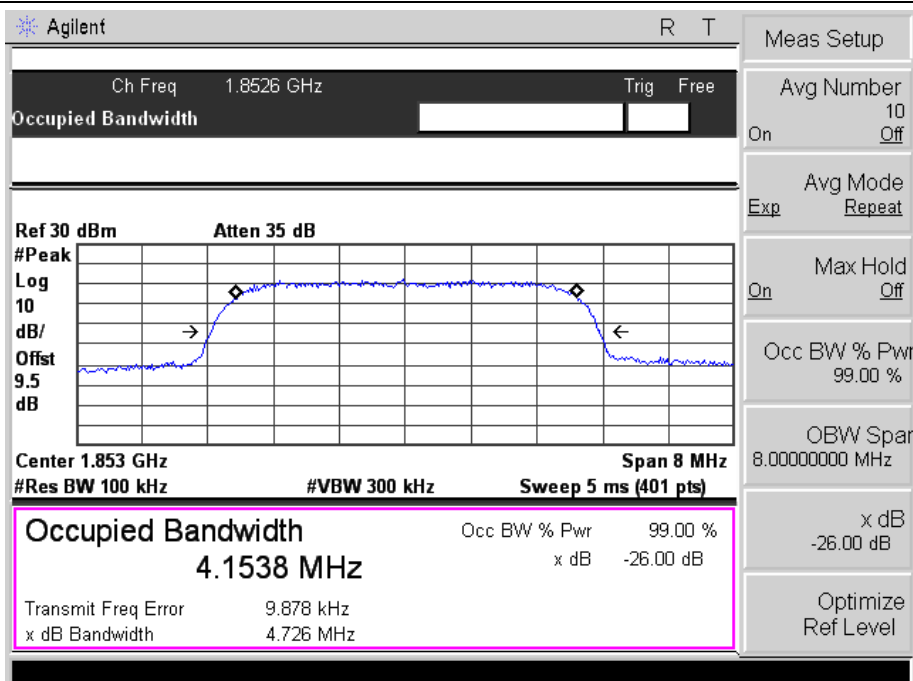 Agilent R T
Ch Freq 1.8526 GHz Trig Free
Occupied Bandwidth
Ref 30 dBm Atten 35 dB
#Peak
Log
10
dB/
Offst
9.5
dB
Center 1.853 GHz Span 8 MHz
#Res BW 100 kHz #VBW 300 kHz Sweep 5 ms (401 pts)
Occupied Bandwidth
4.1538 MHz
Occ BW % Pwr 99.00 %
x dB -26.00 dB
Transmit Freq Error 9.878 kHz
x dB Bandwidth 4.726 MHz
Meas Setup
Avg Number
10
On Off
Avg Mode
Exp Repeat
Max Hold
On Off
Occ BW % Pwr
99.00 %
OBW Span
8.00000000 MHz
x dB
-26.00 dB
Optimize
Ref Level